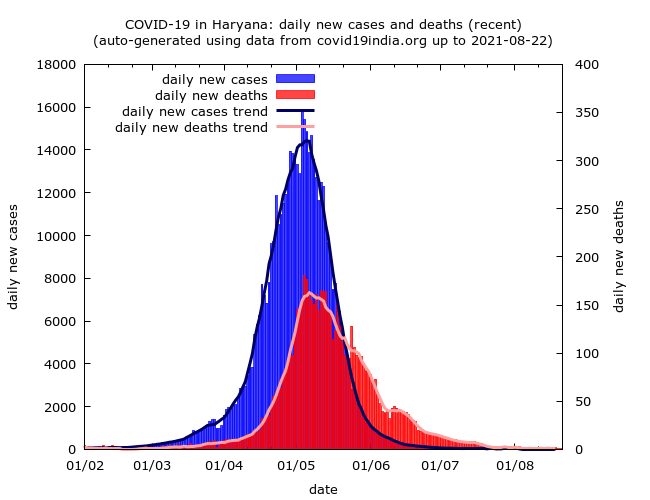 COVID-19 in Haryana: daily new cases and deaths (recent)
(auto-generated using data from covid19india.org up to 2021-08-22)
daily new cases
daily new deaths
daily new cases trend
daily new deaths trend
18000
16000
14000
12000
10000
8000
6000
4000
2000
0
daily new cases
400
350
300
250
200
150
100
50
0
daily new deaths
01/02 01/03 01/04 01/05 01/06 01/07 01/08
date